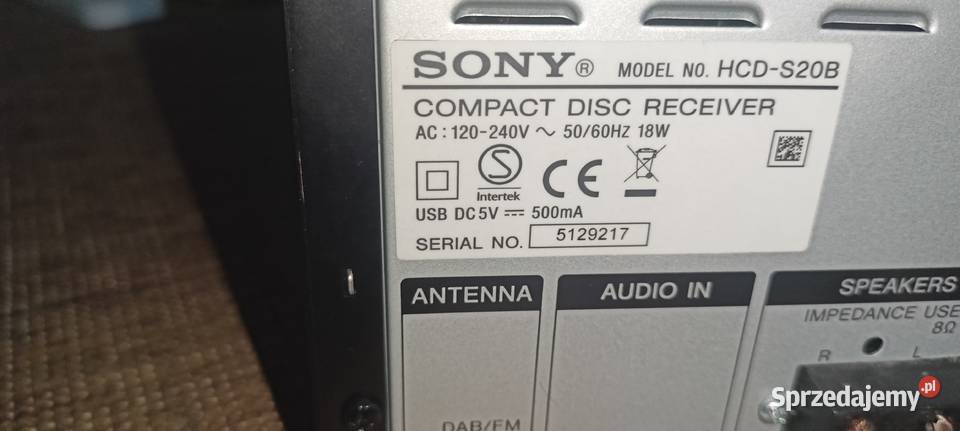 SONY® MODEL NO. HCD-S20B
COMPACT DISC RECEIVER
AC : 120-240V ~ 50/60HZ 18W
S
Intertek
CE
USB DC 5V ⎓ 500mA
SERIAL NO. 5129217
ANTENNA
AUDIO IN
SPEAKERS
IMPEDANCE USE
8Ω
R L
DAB/FM
Sprzedajemy.pl